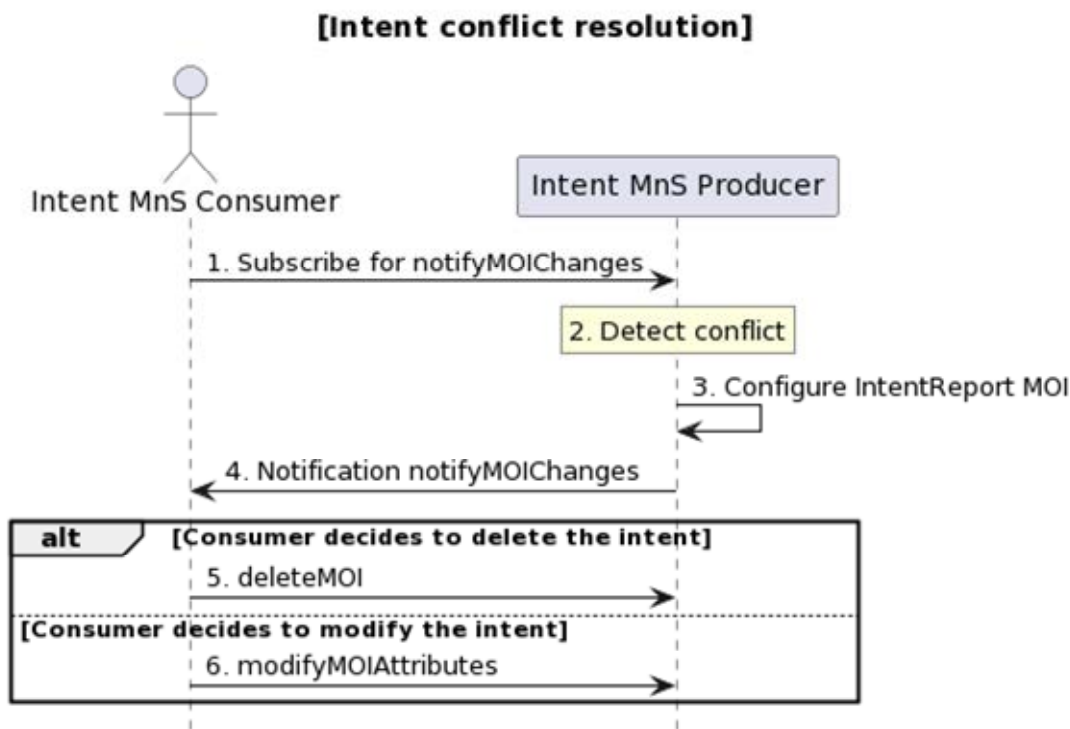 [Intent conflict resolution]
Intent MnS Consumer
Intent MnS Producer
1. Subscribe for notifyMOIChanges
2. Detect conflict
3. Configure IntentReport MOI
4. Notification notifyMOIChanges
alt
[Consumer decides to delete the intent]
5. deleteMOI
[Consumer decides to modify the intent]
6. modifyMOIAttributes